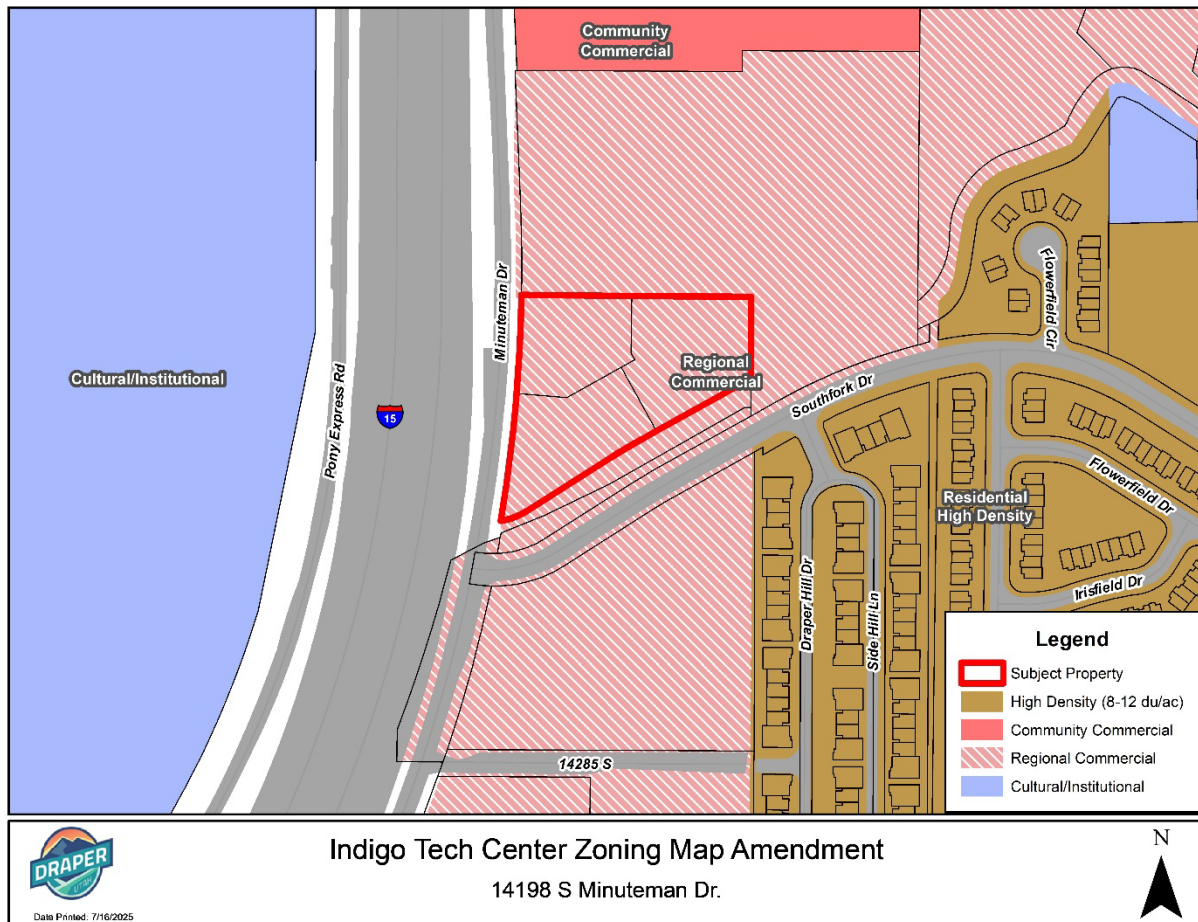 Community
Commercial
Cultural/Institutional
Pony Express Rd
15
Minuteman Dr
Regional
Commercial
Southfork Dr
Flowerfield Cir
Residential
High Density
Flowerfield Dr
Irisfield Dr
Draper Hill Dr
Side Hill Ln
14285 S
Legend
Subject Property
High Density (8-12 du/ac)
Community Commercial
Regional Commercial
Cultural/Institutional
DRAPER
UTAH
Date Printed: 7/16/2025
Indigo Tech Center Zoning Map Amendment
14198 S Minuteman Dr.
N